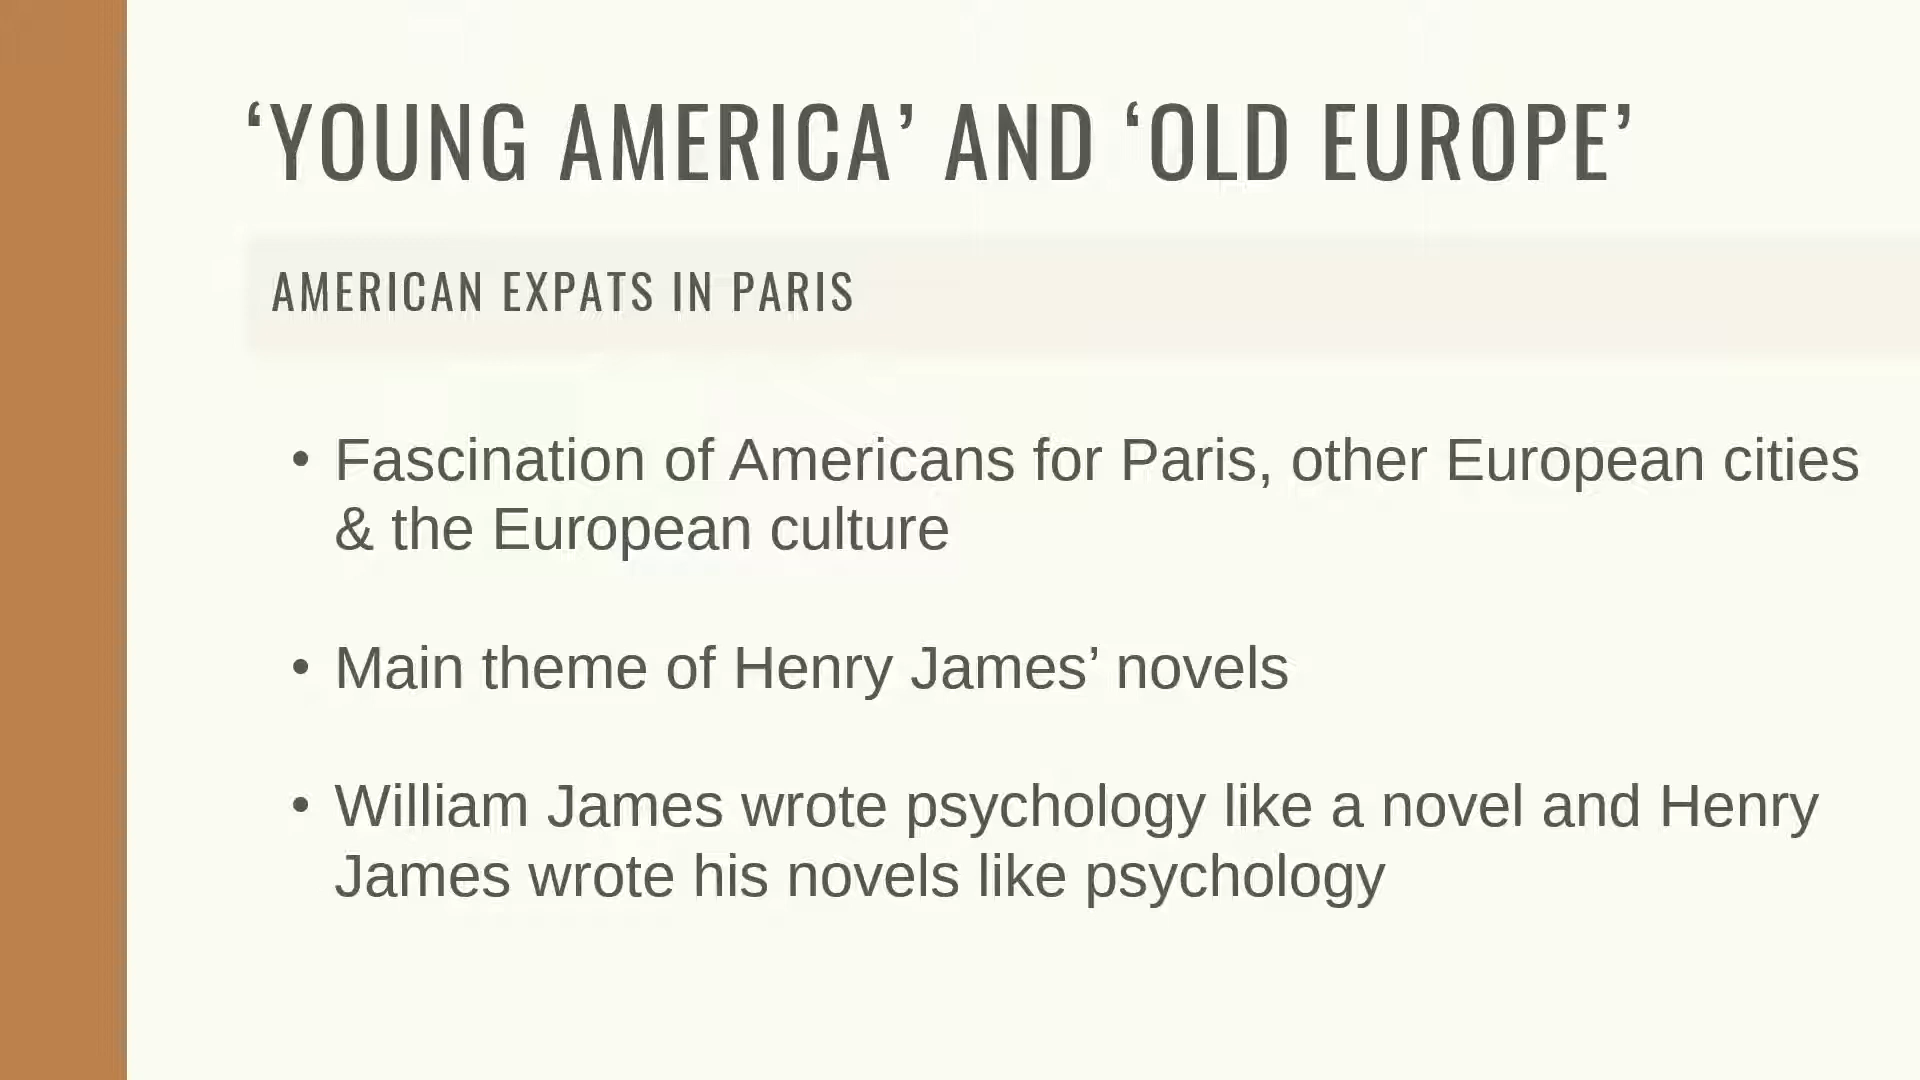 ‘YOUNG AMERICA’ AND ‘OLD EUROPE’
AMERICAN EXPATS IN PARIS
• Fascination of Americans for Paris, other European cities
& the European culture
• Main theme of Henry James’ novels
• William James wrote psychology like a novel and Henry
James wrote his novels like psychology